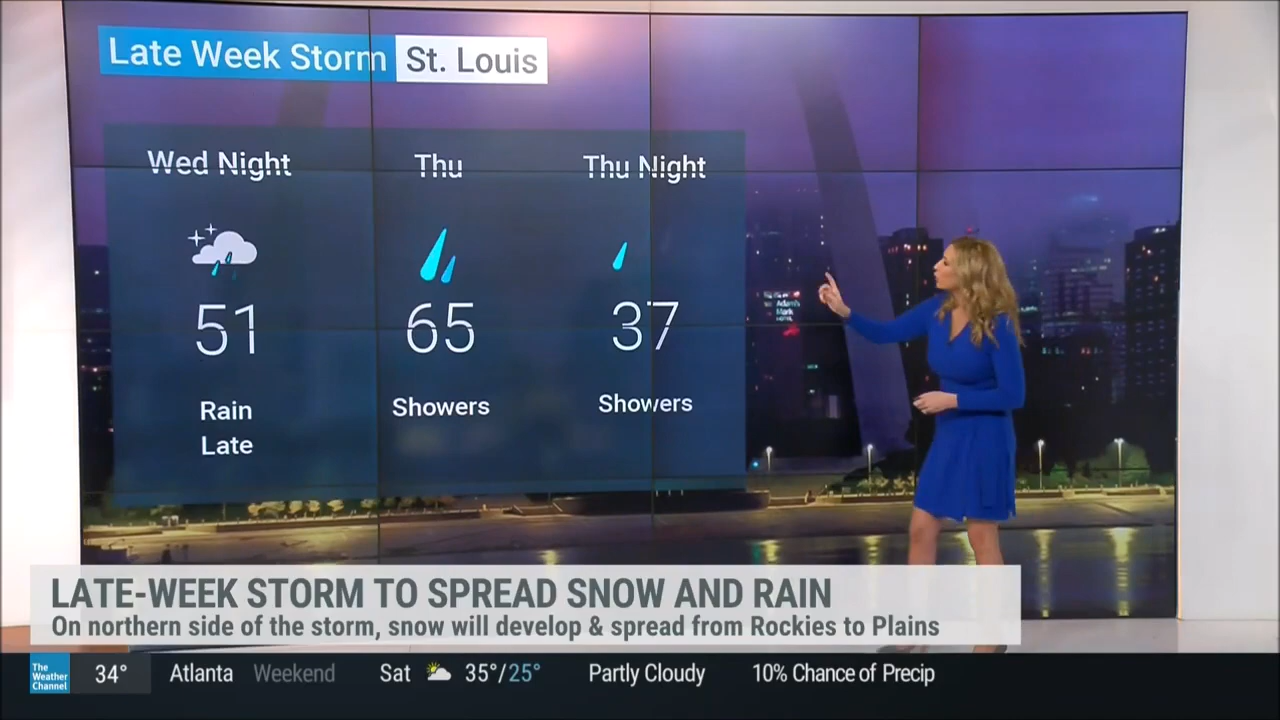 Late Week Storm St. Louis
Wed Night Thu Thu Night
51 65 37
Rain Showers Showers
Late
Adam's
Mark
LATE-WEEK STORM TO SPREAD SNOW AND RAIN
On northern side of the storm, snow will develop & spread from Rockies to Plains
The
Weather
Channel
34° Atlanta Weekend Sat 35°/25° Partly Cloudy 10% Chance of Precip